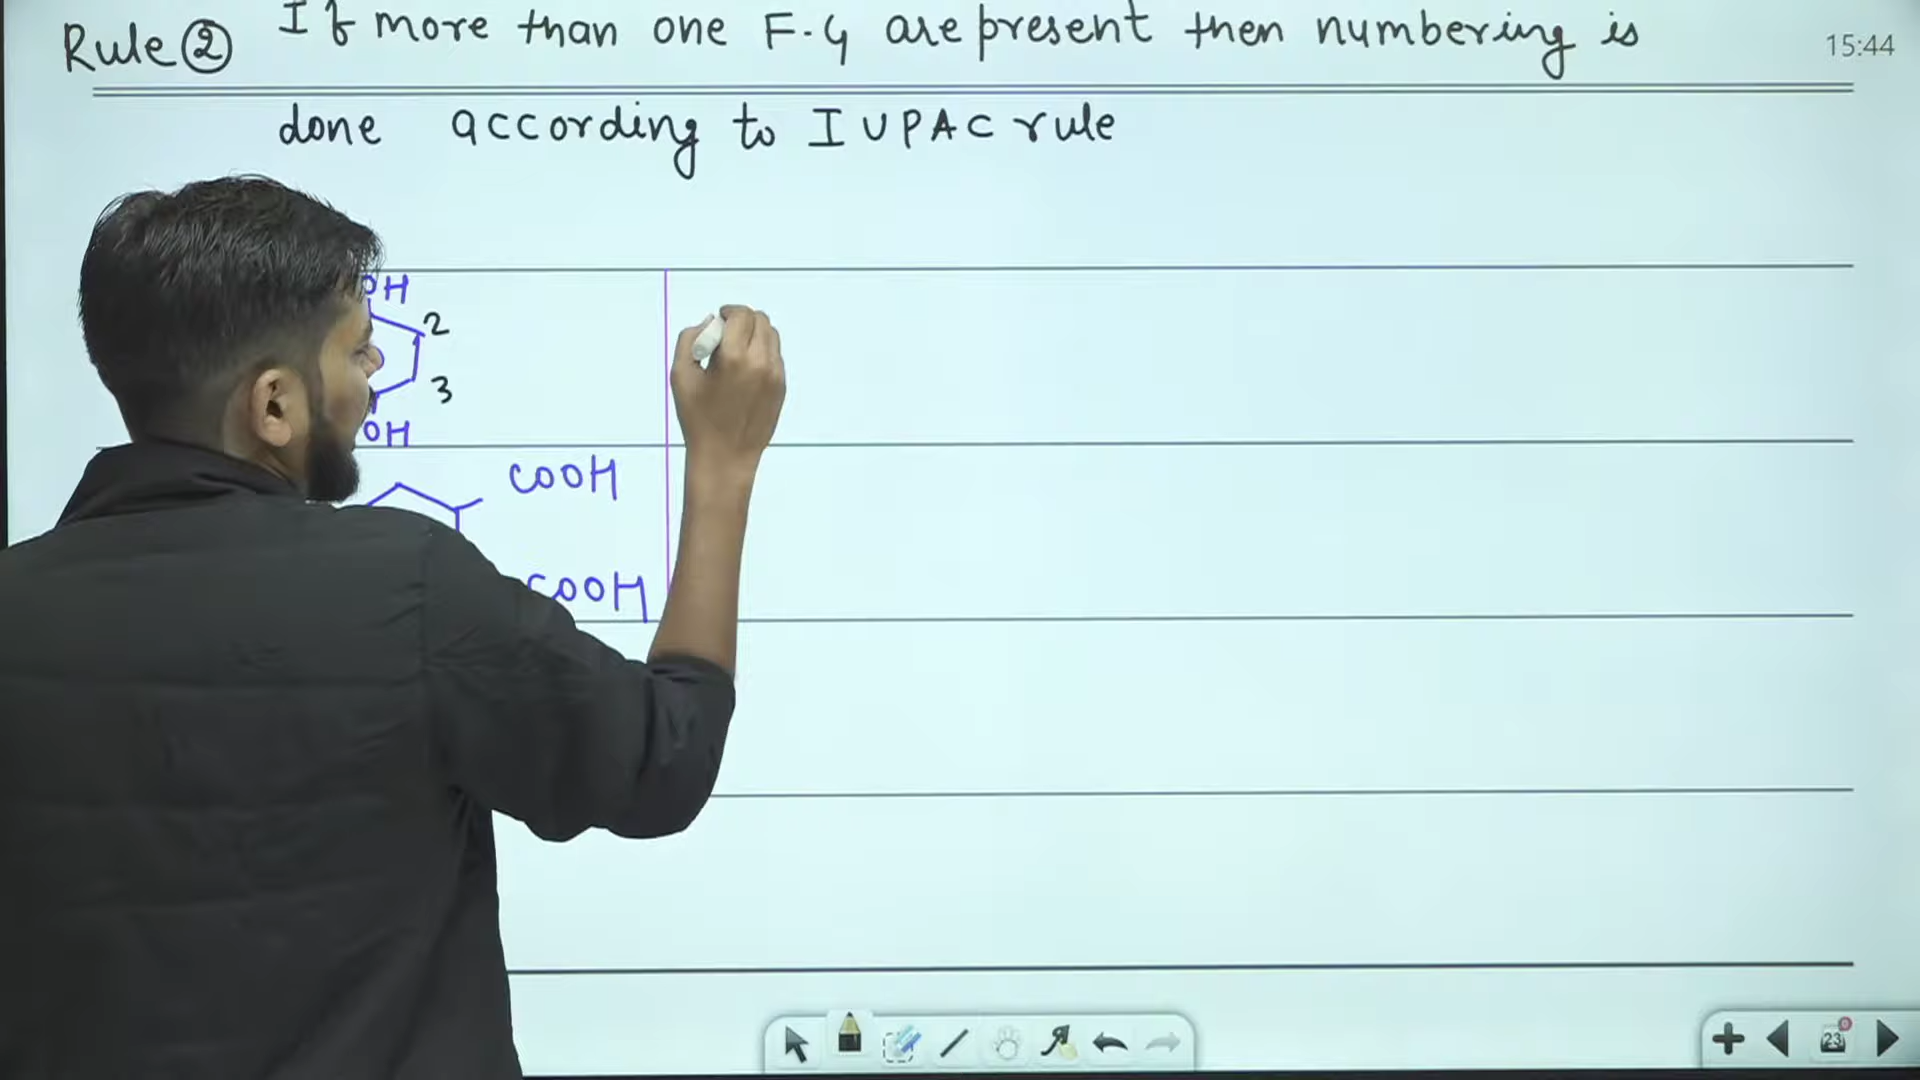 Rule ② If more than one F.G are present then numbering is
15:44
done according to IUPAC rule
OH
2
3
OH
COOH
COOH
23